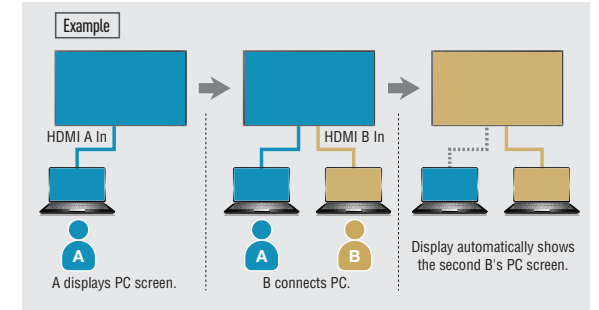 Example
HDMI A In
HDMI B In
A
A
B
A displays PC screen.
B connects PC.
Display automatically shows
the second B's PC screen.